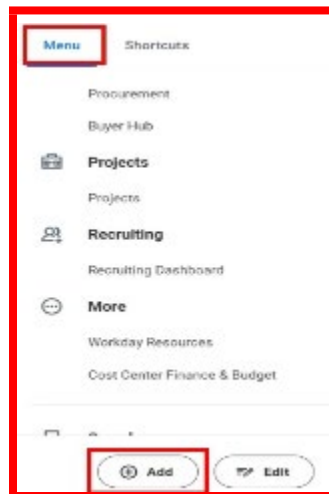 Menu Shortcuts
Procurement
Buyer Hub
Projects
Projects
Recruiting
Recruiting Dashboard
More
Workday Resources
Cost Center Finance & Budget
Add Edit